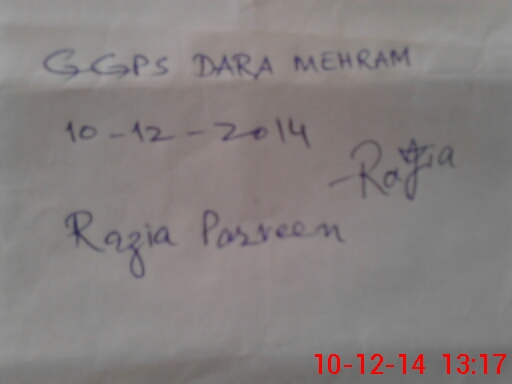 GGPS DARA MEHRAM
10-12-2014
Razia
Razia Parveen
10-12-14 13:17